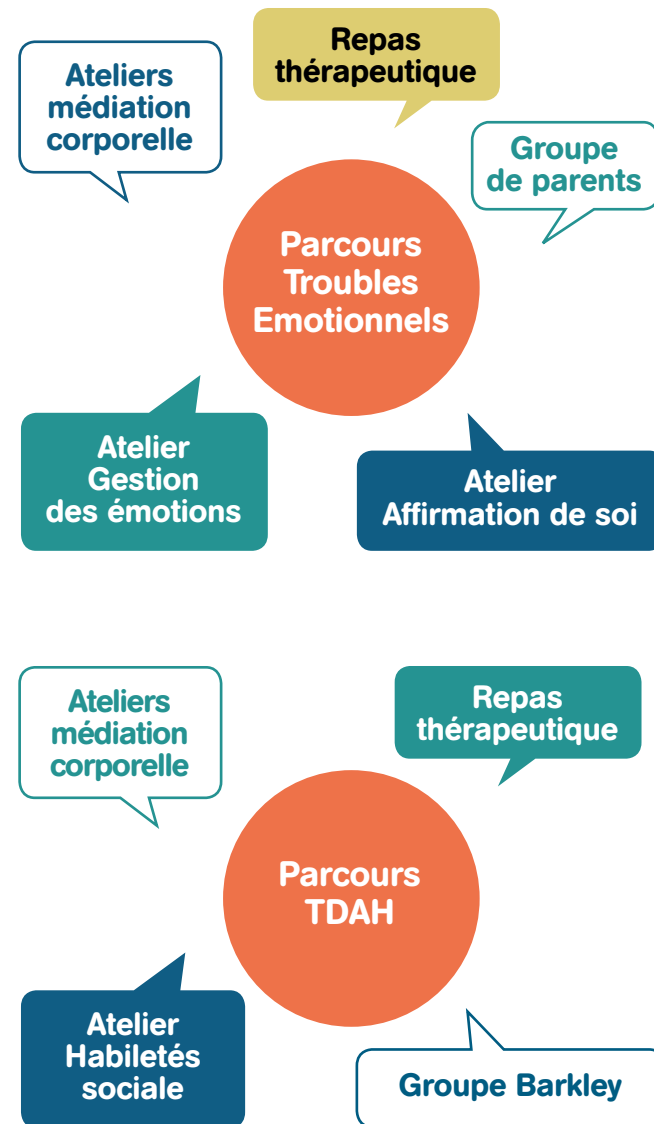 Ateliers
médiation
corporelle
Repas
thérapeutique
Groupe
de parents
Parcours
Troubles
Emotionnels
Atelier
Gestion
des émotions
Atelier
Affirmation de soi
Ateliers
médiation
corporelle
Repas
thérapeutique
Parcours
TDAH
Atelier
Habiletés
sociale
Groupe Barkley